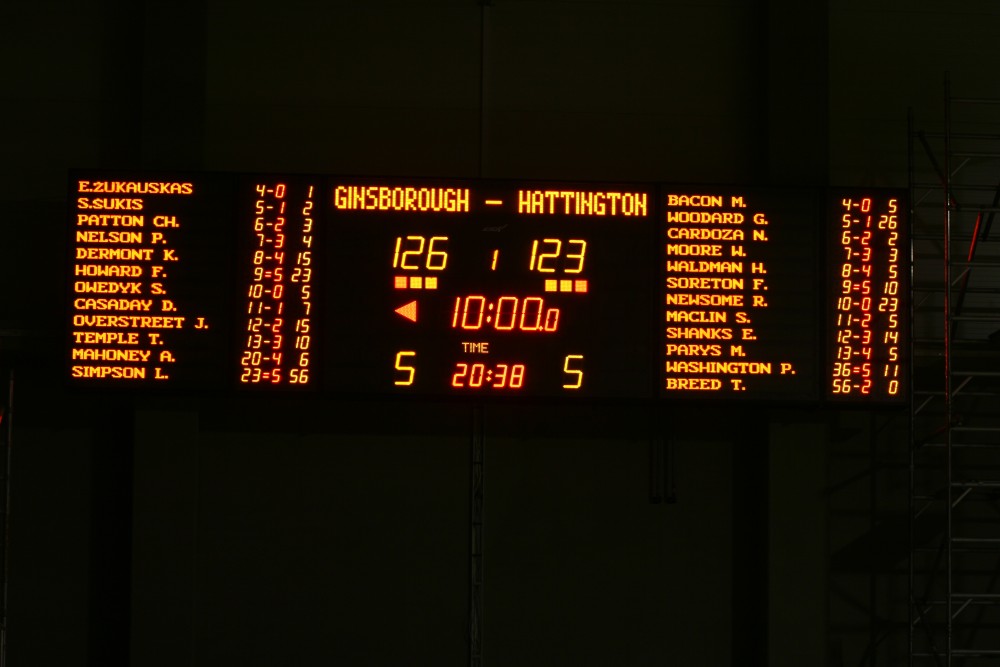 E.ZUKAUSKAS 4-0 1
S.SUKIS 5-1 2
PATTON CH. 6-2 3
NELSON P. 7-3 4
DERMONT K. 8-4 15
HOWARD F. 9=5 23
OWEDYK S. 10-0 5
CASADAY D. 11-1 7
OVERSTREET J. 12-2 15
TEMPLE T. 13-3 10
MAHONEY A. 20-4 6
SIMPSON L. 23=5 56
GINSBOROUGH - HATTINGTON
126 1 123
10:00.0
TIME
5 20:38 5
BACON M. 4-0 5
WOODARD G. 5-1 26
CARDOZA N. 6-2 2
MOORE W. 7-3 3
WALDMAN H. 8-4 5
SORETON F. 9=5 10
NEWSOME R. 10-0 23
MACLIN S. 11-2 5
SHANKS E. 12-3 14
PARYS M. 13-4 5
WASHINGTON P. 36=5 11
BREED T. 56-2 0